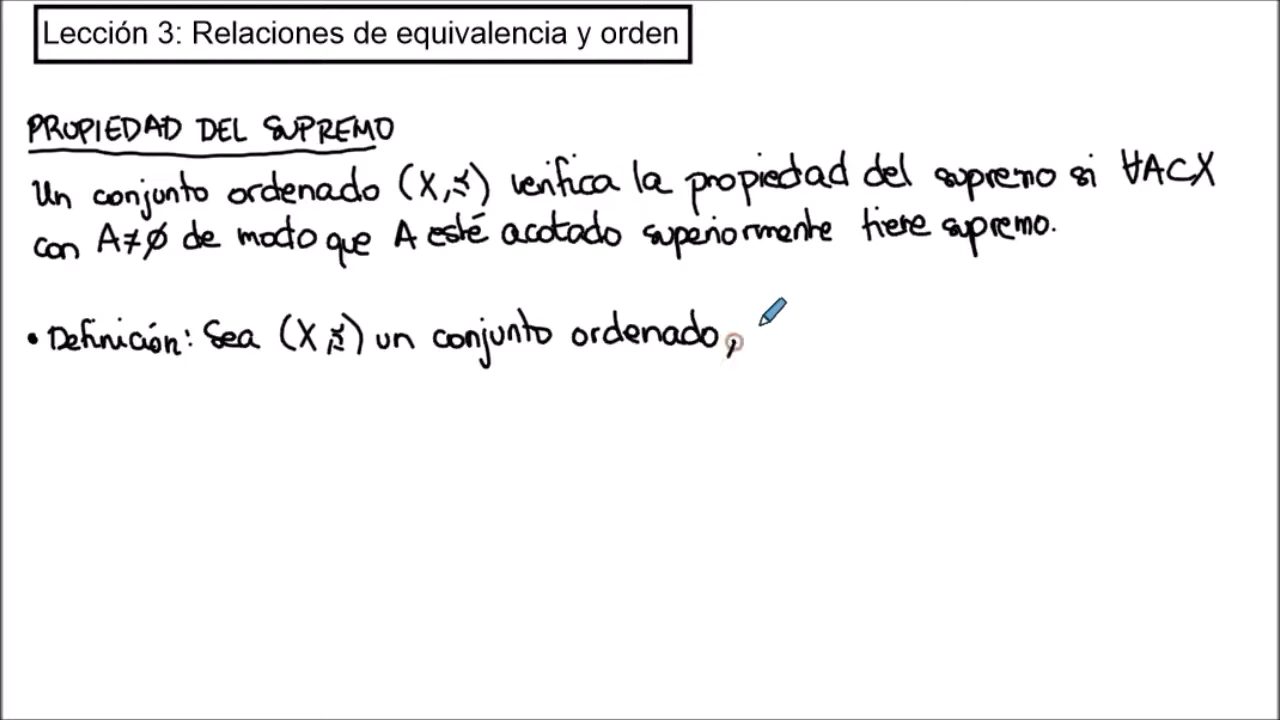 Lección 3: Relaciones de equivalencia y orden
PROPIEDAD DEL SUPREMO
Un conjunto ordenado (X,≼) verifica la propiedad del supremo si ∀A⊂X
con A≠∅ de modo que A esté acotado superiormente tiene supremo.
• Definición: Sea (X,≼) un conjunto ordenado,